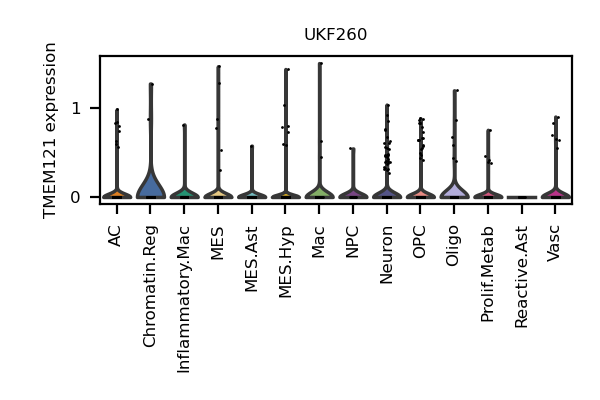 UKF260
TMEM121 expression
1
0
AC
Chromatin.Reg
Inflammatory.Mac
MES
MES.Ast
MES.Hyp
Mac
NPC
Neuron
OPC
Oligo
Prolif.Metab
Reactive.Ast
Vasc